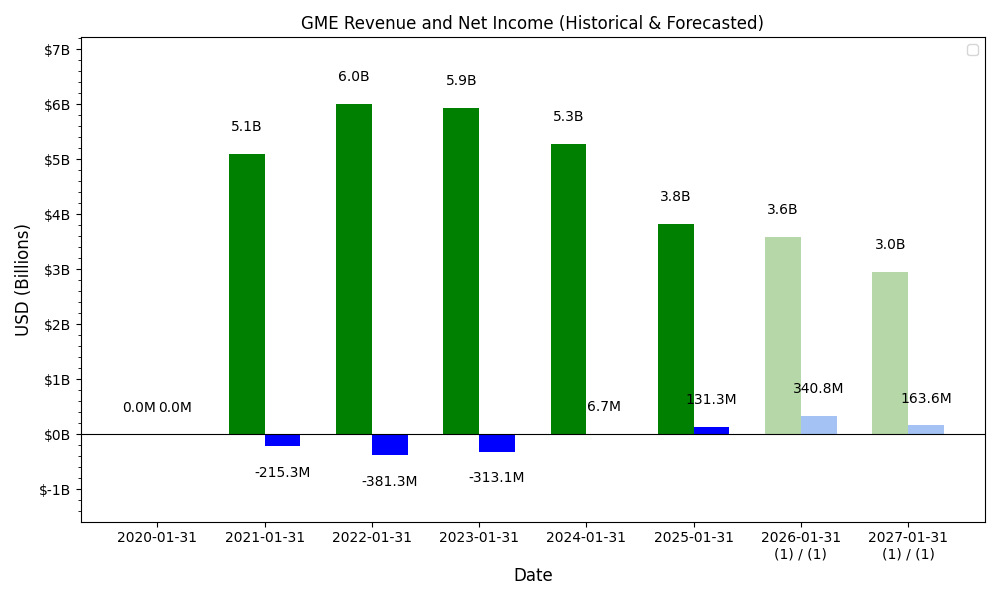 GME Revenue and Net Income (Historical & Forecasted)
USD (Billions)
$7B
$6B
$5B
$4B
$3B
$2B
$1B
$0B
$-1B
0.0M 0.0M
5.1B
-215.3M
6.0B
-381.3M
5.9B
-313.1M
5.3B
6.7M
3.8B
131.3M
3.6B
340.8M
3.0B
163.6M
2020-01-31 2021-01-31 2022-01-31 2023-01-31 2024-01-31 2025-01-31 2026-01-31 2027-01-31
(1) / (1) (1) / (1)
Date